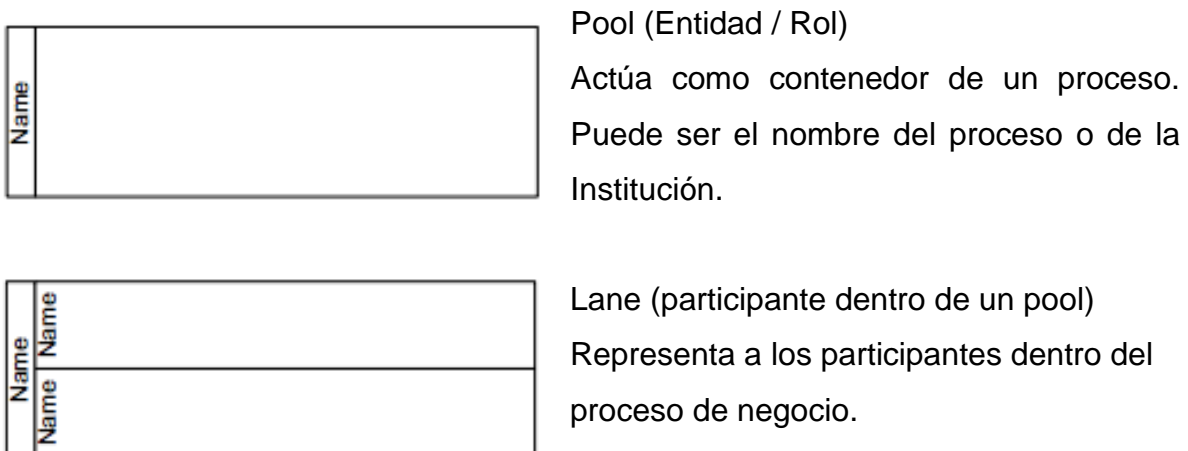 Name
Pool (Entidad / Rol)
Actúa como contenedor de un proceso.
Puede ser el nombre del proceso o de la
Institución.
Name
Name
Name
Lane (participante dentro de un pool)
Representa a los participantes dentro del
proceso de negocio.